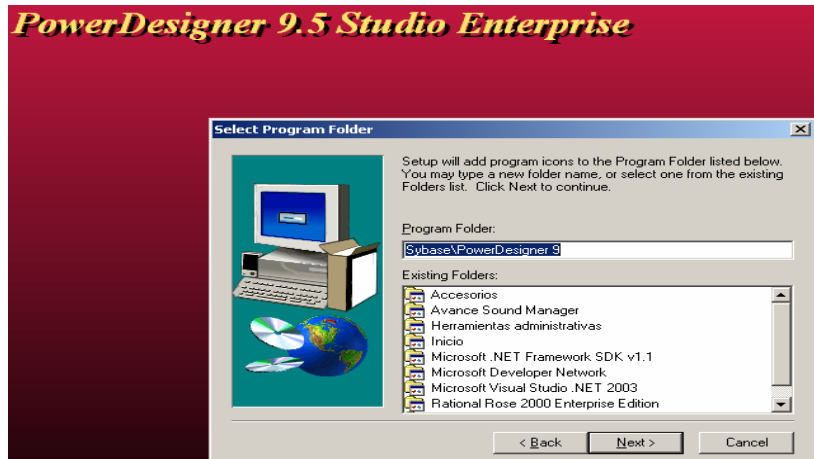 PowerDesigner 9.5 Studio Enterprise
Select Program Folder
Setup will add program icons to the Program Folder listed below.
You may type a new folder name, or select one from the existing
Folders list. Click Next to continue.
Program Folder:
Sybase\PowerDesigner 9
Existing Folders:
Accesorios
Avance Sound Manager
Herramientas administrativas
Inicio
Microsoft .NET Framework SDK v1.1
Microsoft Developer Network
Microsoft Visual Studio .NET 2003
Rational Rose 2000 Enterprise Edition
< Back
Next >
Cancel